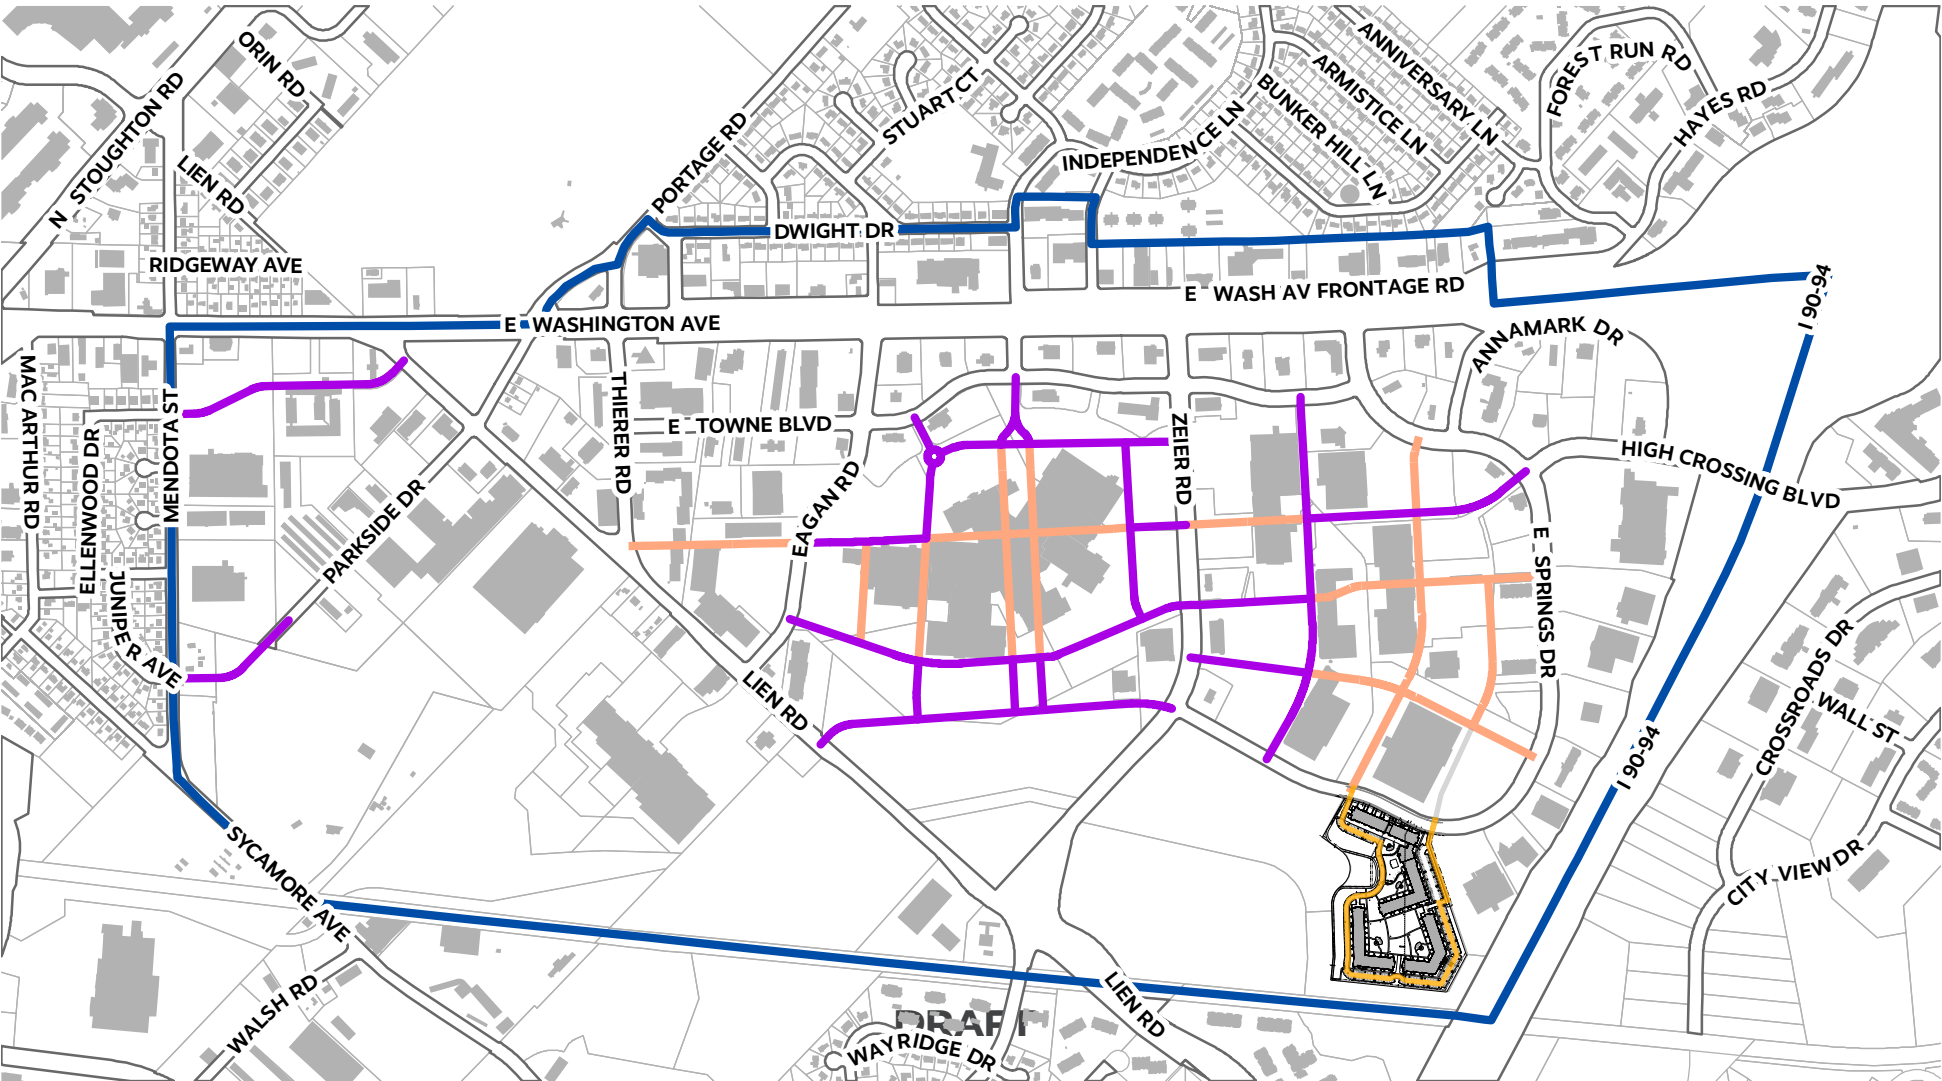 ORIN RD
N STOUGHTON RD
LIEN RD
RIDGEWAY AVE
PORTAGE RD
STUART CT
DWIGHT DR
INDEPENDENCE LN
BUNKER HILL LN
ARMISTICE LN
ANNIVERSARY LN
FOREST RUN RD
HAYES RD
E WASH AV FRONTAGE RD
E WASHINGTON AVE
I 90-94
ANNAMARK DR
MAC ARTHUR RD
ELLENWOOD DR
MENDOTA ST
JUNIPER AVE
PARKSIDE DR
THIERER RD
E TOWNE BLVD
EAGAN RD
ZEIER RD
HIGH CROSSING BLVD
E SPRINGS DR
LIEN RD
CROSSROADS DR
WALL ST
I 90-94
CITY VIEW DR
SYCAMORE AVE
WALSH RD
LIEN RD
DRAFT
WAYRIDGE DR